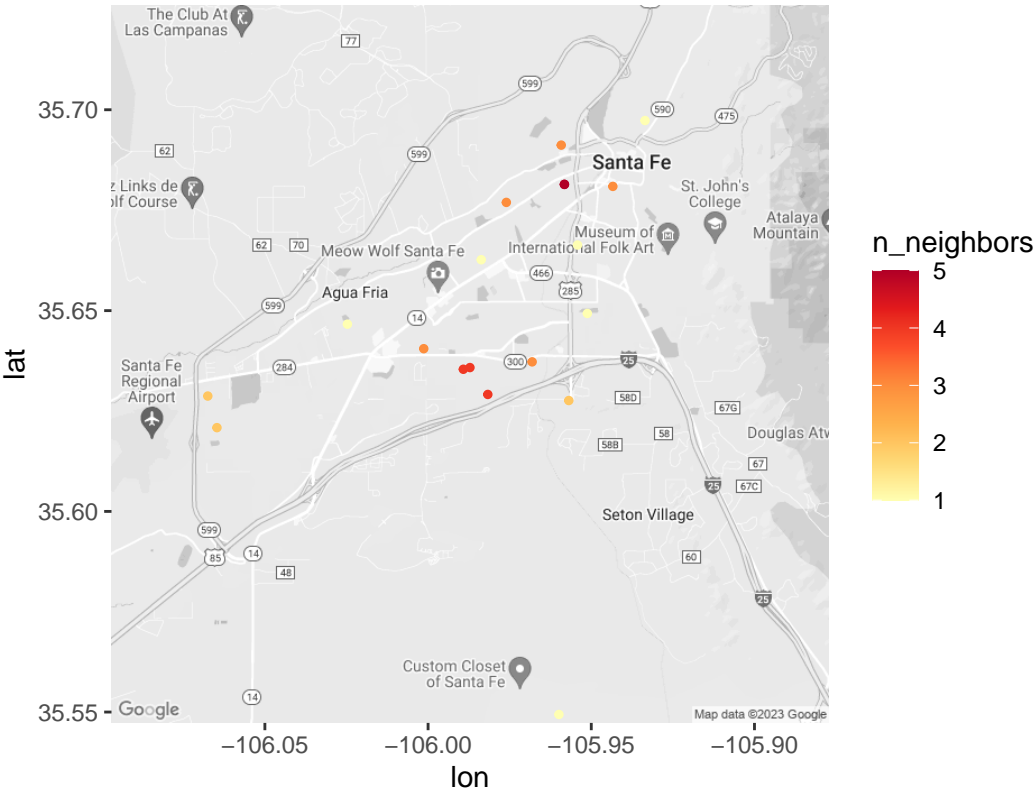 The Club At
Las Campanas
77
599
590
475
35.70
62
599
Santa Fe
z Links de
olf Course
St. John's
College
Atalaya
Mountain
62
70
Meow Wolf Santa Fe
Museum of
International Folk Art
466
285
Agua Fria
599
14
35.65
n_neighbors
5
4
3
2
1
lat
Santa Fe
Regional
Airport
284
300
25
58D
67G
58
58B
Douglas Atw
67
67C
25
35.60
Seton Village
599
85
14
48
60
25
Custom Closet
of Santa Fe
14
35.55
Google
Map data ©2023 Google
−106.05
−106.00
−105.95
−105.90
lon